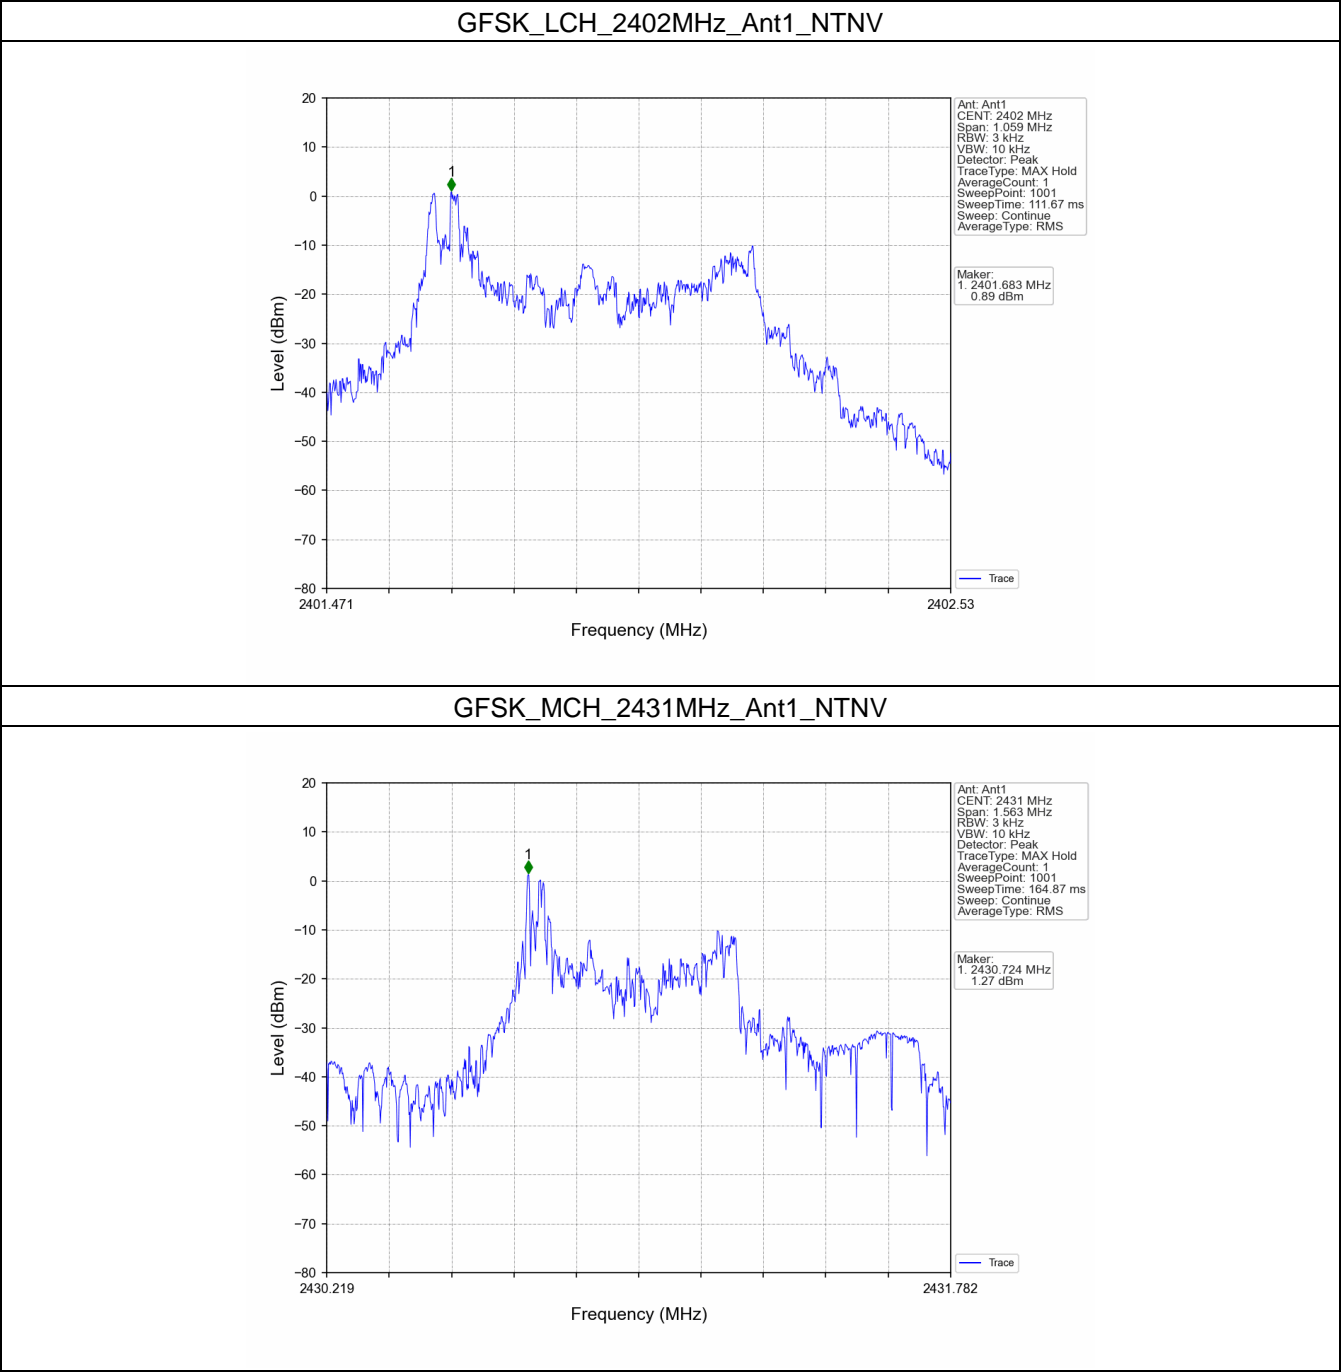 GFSK_LCH_2402MHz_Ant1_NTNV
20
10
0
−10
−20
−30
−40
−50
−60
−70
−80
Level (dBm)
1
2401.471
2402.53
Frequency (MHz)
Ant: Ant1
CENT: 2402 MHz
Span: 1.059 MHz
RBW: 3 kHz
VBW: 10 kHz
Detector: Peak
TraceType: MAX Hold
AverageCount: 1
SweepPoint: 1001
SweepTime: 111.67 ms
Sweep: Continue
AverageType: RMS
Maker:
1. 2401.683 MHz
0.89 dBm
Trace
GFSK_MCH_2431MHz_Ant1_NTNV
20
10
0
−10
−20
−30
−40
−50
−60
−70
−80
Level (dBm)
1
2430.219
2431.782
Frequency (MHz)
Ant: Ant1
CENT: 2431 MHz
Span: 1.563 MHz
RBW: 3 kHz
VBW: 10 kHz
Detector: Peak
TraceType: MAX Hold
AverageCount: 1
SweepPoint: 1001
SweepTime: 164.87 ms
Sweep: Continue
AverageType: RMS
Maker:
1. 2430.724 MHz
1.27 dBm
Trace